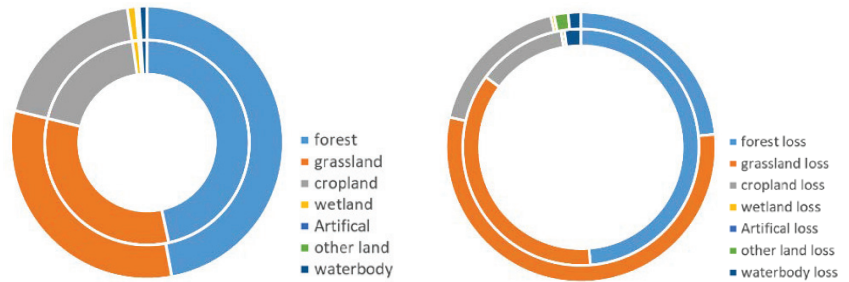 forest
grassland
cropland
wetland
Artifical
other land
waterbody
forest loss
grassland loss
cropland loss
wetland loss
Artifical loss
other land loss
waterbody loss